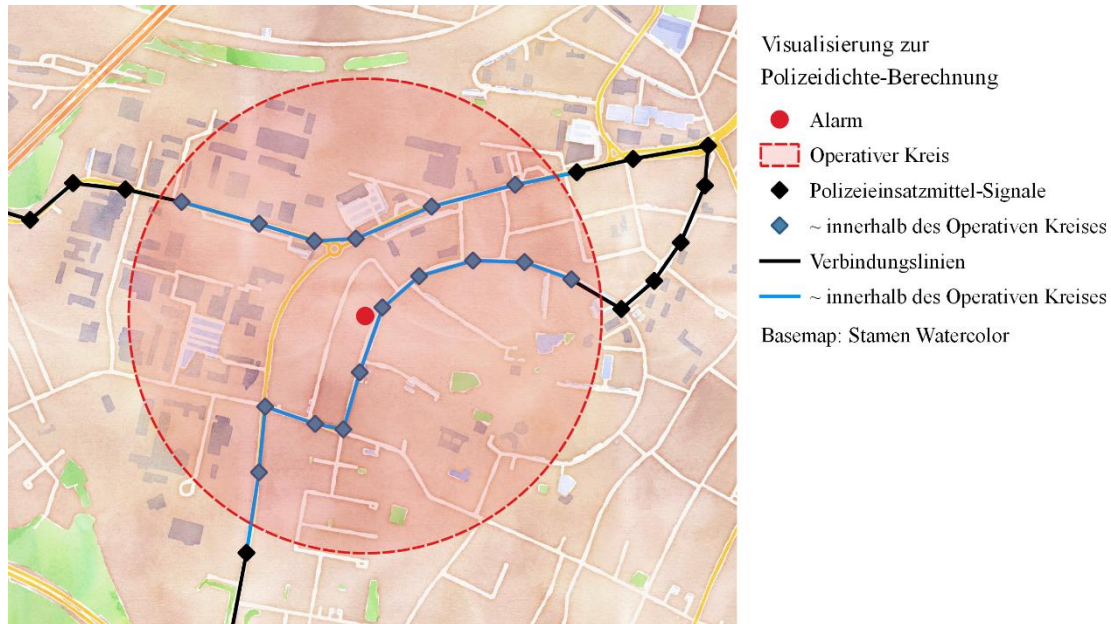 Visualisierung zur
Polizeidichte-Berechnung
Alarm
Operativer Kreis
Polizeieinsatzmittel-Signale
~ innerhalb des Operativen Kreises
Verbindungslinien
~ innerhalb des Operativen Kreises
Basemap: Stamen Watercolor